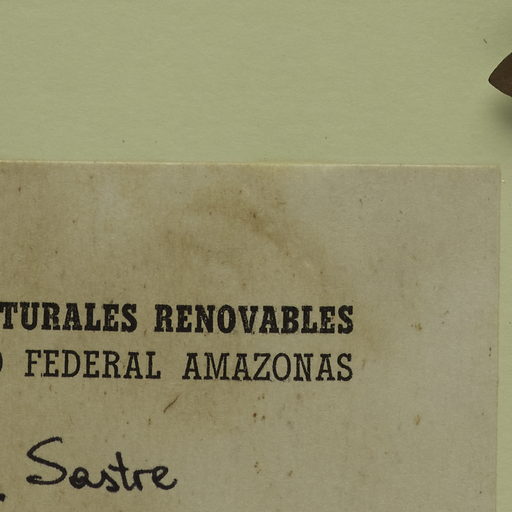 TURALES RENOVABLES
FEDERAL AMAZONAS
Sastre